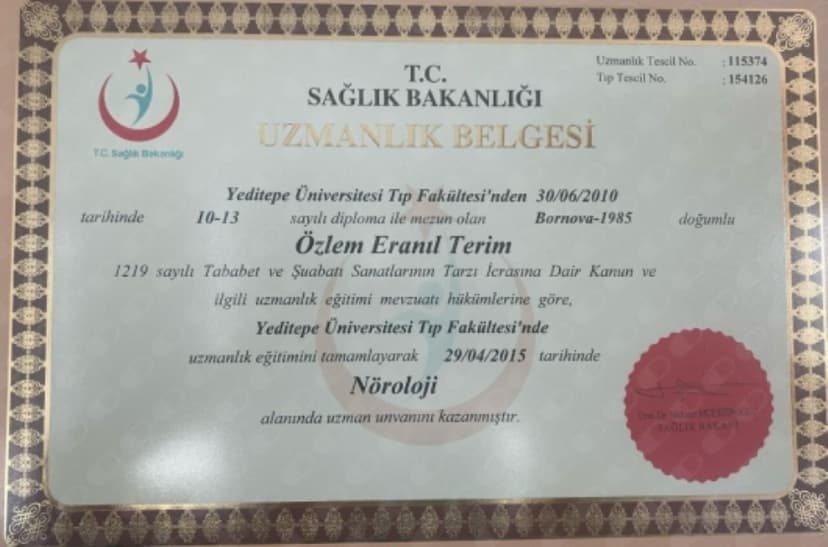 Uzmanlık Tescil No. : 115374
Tıp Tescil No. : 154126
T.C. Sağlık Bakanlığı
T.C.
SAĞLIK BAKANLIĞI
UZMANLIK BELGESİ
Yeditepe Üniversitesi Tıp Fakültesi'nden 30/06/2010
tarihinde 10-13 sayılı diploma ile mezun olan Bornova-1985 doğumlu
Özlem Eranıl Terim
1219 sayılı Tababet ve Şuabatı Sanatlarının Tarzı İcrasına Dair Kanun ve
ilgili uzmanlık eğitimi mevzuatı hükümlerine göre,
Yeditepe Üniversitesi Tıp Fakültesi'nde
uzmanlık eğitimini tamamlayarak 29/04/2015 tarihinde
Nöroloji
alanında uzman unvanını kazanmıştır.
SAĞLIK BAKANI